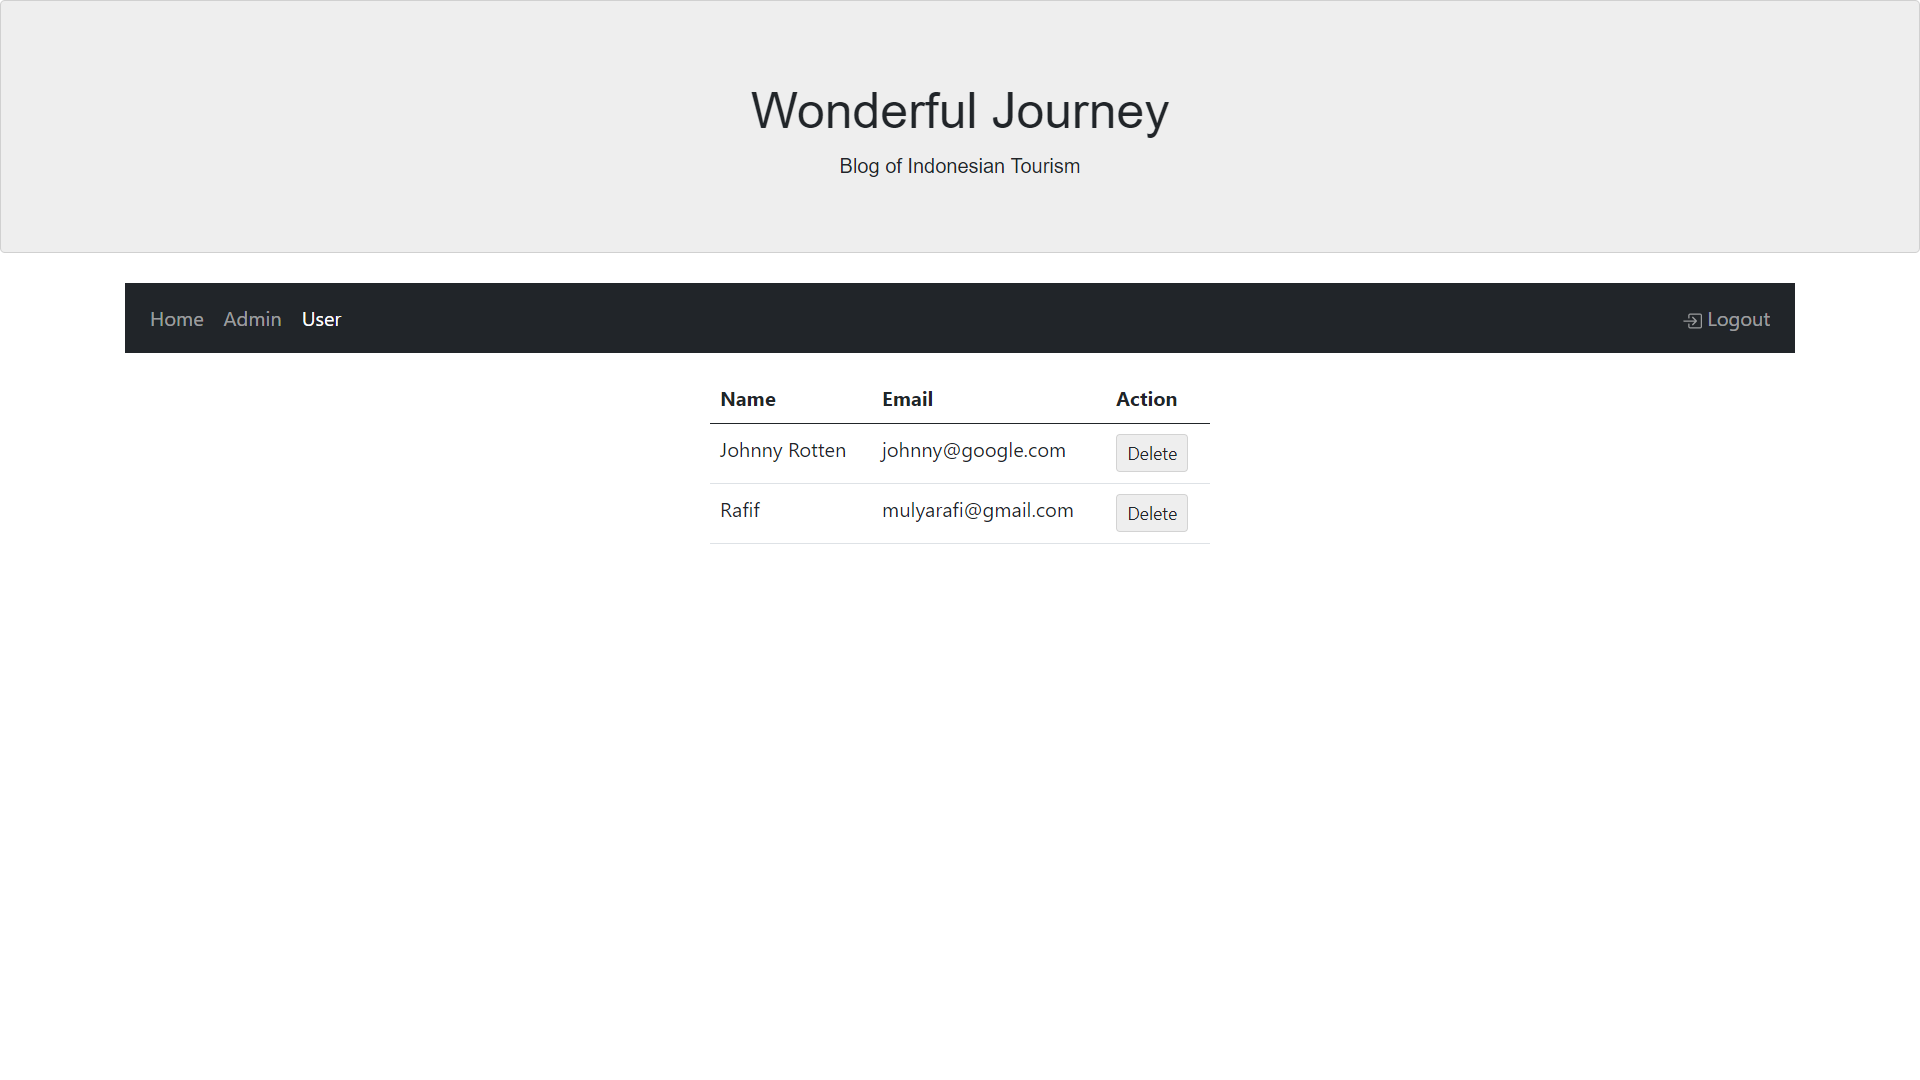 Wonderful Journey
Blog of Indonesian Tourism
Home Admin User Logout
Name Email Action
Johnny Rotten johnny@google.com Delete
Rafif mulyarafi@gmail.com Delete